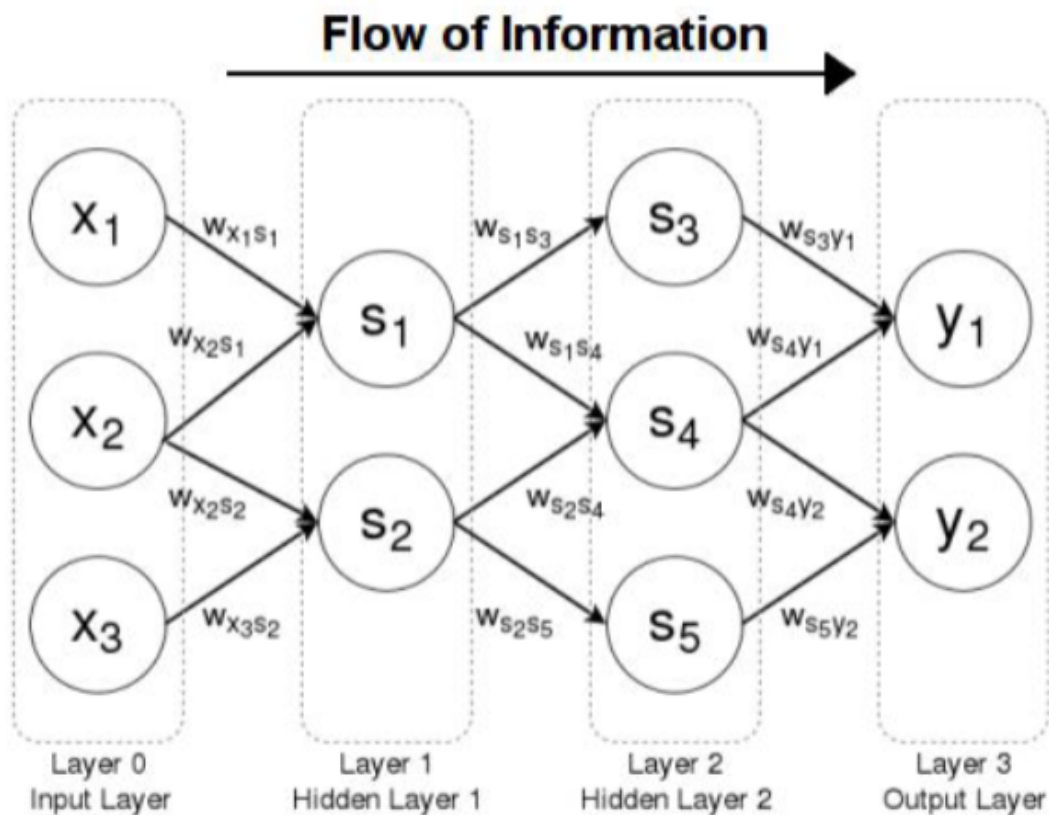 Flow of Information
x1
x2
x3
wx1s1
wx2s1
wx2s2
wx3s2
s1
s2
ws1s3
ws1s4
ws2s4
ws2s5
s3
s4
s5
ws3y1
ws4y1
ws4y2
ws5y2
y1
y2
Layer 0
Input Layer
Layer 1
Hidden Layer 1
Layer 2
Hidden Layer 2
Layer 3
Output Layer